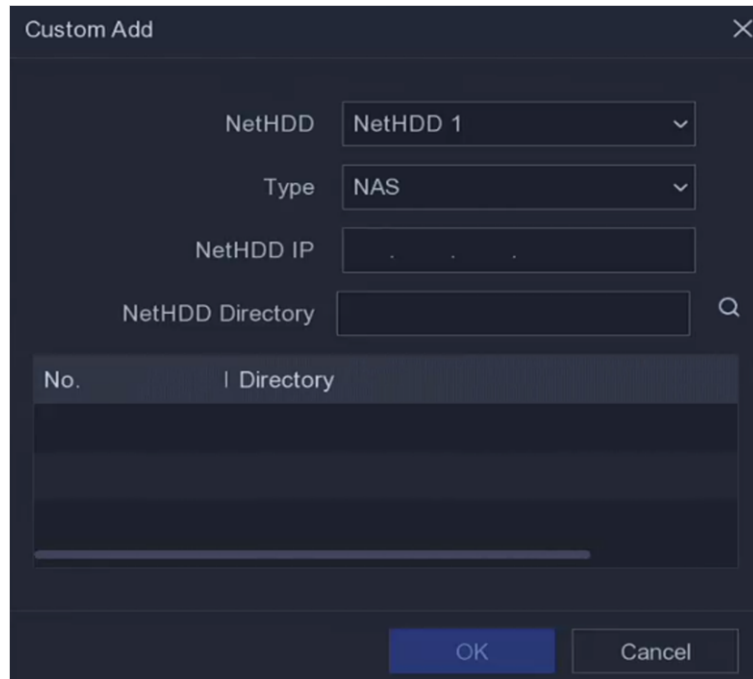 Custom Add
NetHDD NetHDD 1
Type NAS
NetHDD IP . . .
NetHDD Directory
No. Directory
OK Cancel